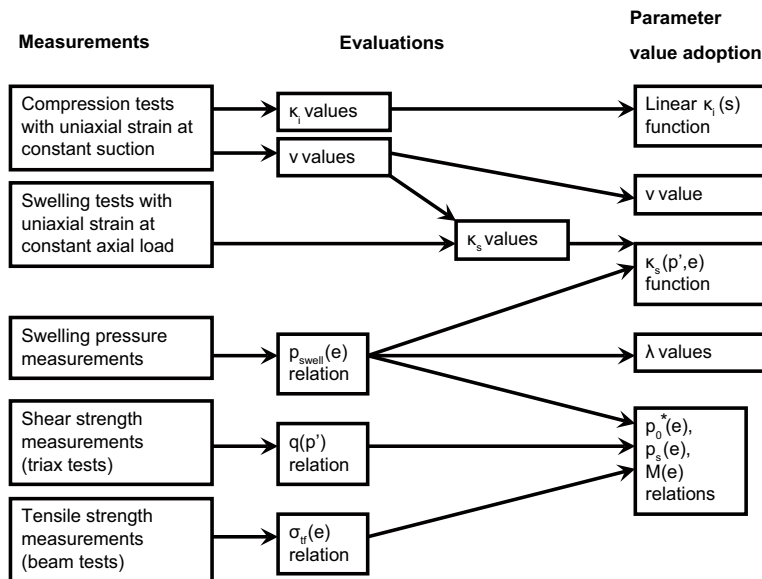 Measurements
Evaluations
Parameter
value adoption
Compression tests
with uniaxial strain at
constant suction
κi values
Linear κi(s)
function
ν values
ν value
Swelling tests with
uniaxial strain at
constant axial load
κs values
κs(p',e)
function
Swelling pressure
measurements
pswell(e)
relation
λ values
Shear strength
measurements
(triax tests)
q(p')
relation
p0*(e),
ps(e),
M(e)
relations
Tensile strength
measurements
(beam tests)
σtf(e)
relation